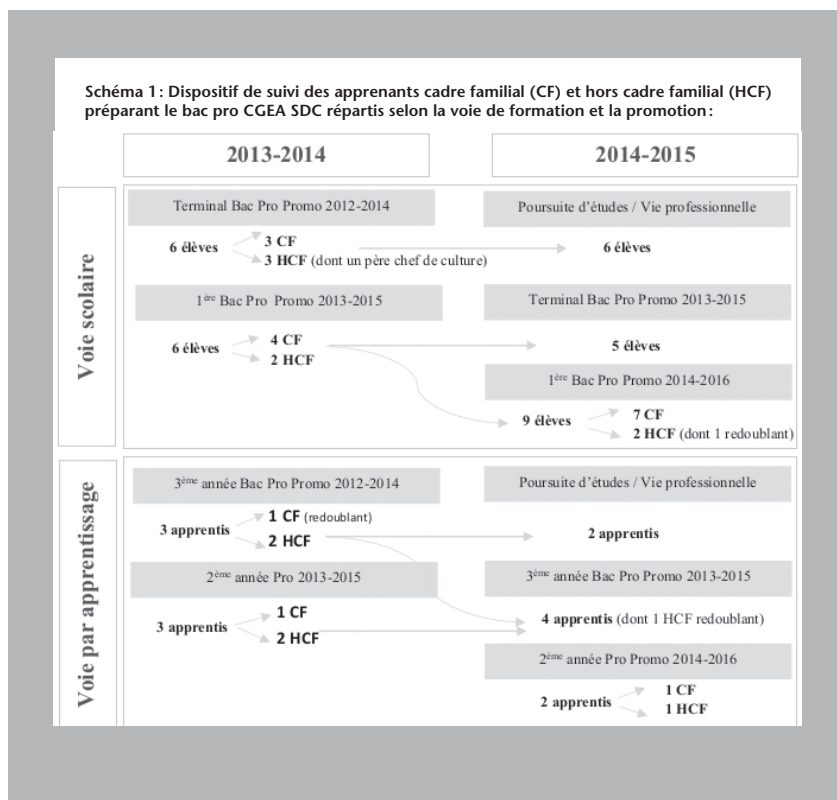 Schéma 1 : Dispositif de suivi des apprenants cadre familial (CF) et hors cadre familial (HCF)
préparant le bac pro CGEA SDC répartis selon la voie de formation et la promotion :
2013-2014
2014-2015
Voie scolaire
Terminal Bac Pro Promo 2012-2014
Poursuite d'études / Vie professionnelle
6 élèves
3 CF
3 HCF (dont un père chef de culture)
6 élèves
1ère Bac Pro Promo 2013-2015
Terminal Bac Pro Promo 2013-2015
6 élèves
4 CF
2 HCF
5 élèves
1ère Bac Pro Promo 2014-2016
9 élèves
7 CF
2 HCF (dont 1 redoublant)
Voie par apprentissage
3ème année Bac Pro Promo 2012-2014
Poursuite d'études / Vie professionnelle
3 apprentis
1 CF (redoublant)
2 HCF
2 apprentis
2ème année Pro 2013-2015
3ème année Bac Pro Promo 2013-2015
3 apprentis
1 CF
2 HCF
4 apprentis (dont 1 HCF redoublant)
2ème année Pro Promo 2014-2016
2 apprentis
1 CF
1 HCF